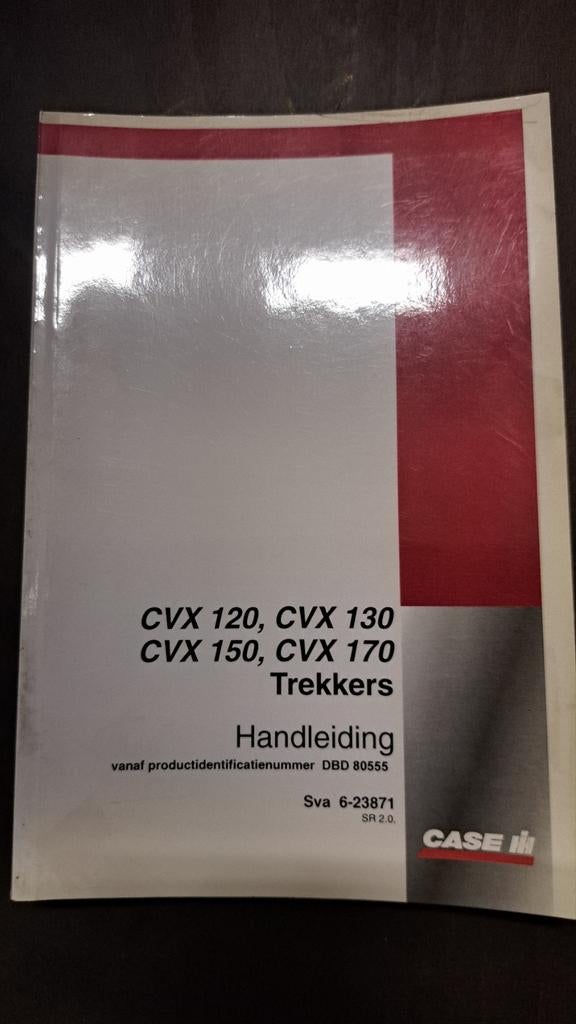 CVX 120, CVX 130
CVX 150, CVX 170
Trekkers
Handleiding
vanaf productidentificatienummer DBD 80555
Sva 6-23871
SR 2.0.
CASE IH